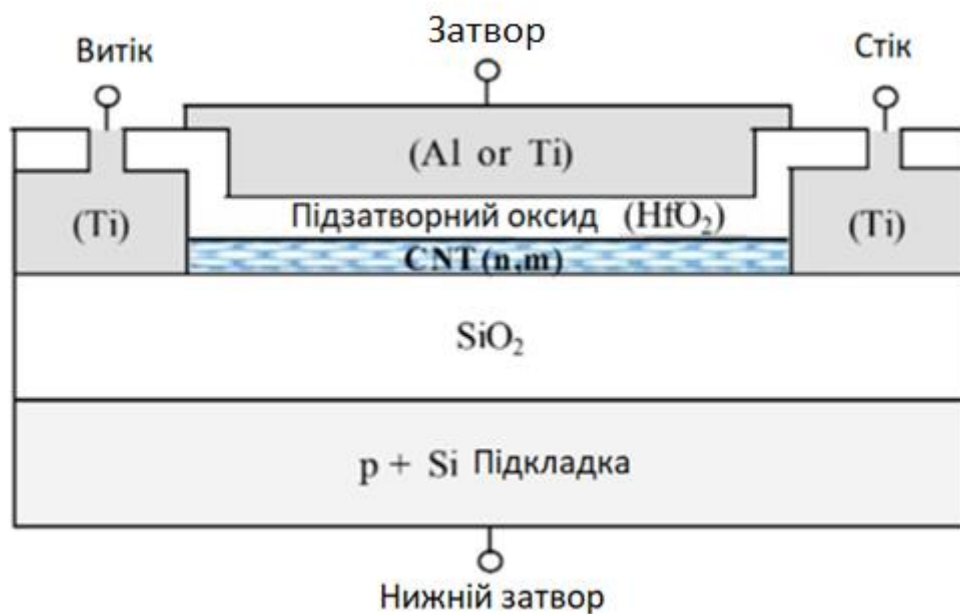 Затвор
Витік
Стік
(Al or Ti)
(Ti)
Підзатворний оксид (HfO₂)
(Ti)
CNT(n,m)
SiO₂
p + Si Підкладка
Нижній затвор